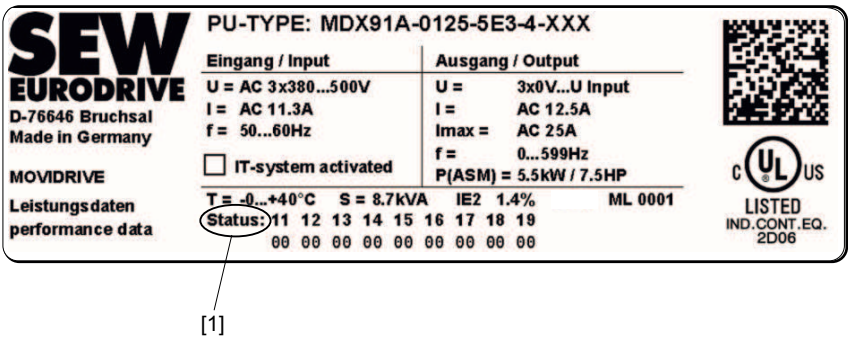 SEW
EURODRIVE
D-76646 Bruchsal
Made in Germany
MOVIDRIVE
Leistungsdaten
performance data
PU-TYPE: MDX91A-0125-5E3-4-XXX
Eingang / Input
U = AC 3x380...500V
I = AC 11.3A
f = 50...60Hz
IT-system activated
Ausgang / Output
U = 3x0V...U Input
I = AC 12.5A
Imax = AC 25A
f = 0...599Hz
P(ASM) = 5.5kW / 7.5HP
T = -0...+40°C S = 8.7kVA IE2 1.4% ML 0001
Status: 11 12 13 14 15 16 17 18 19
00 00 00 00 00 00 00 00 00
C UL US
®
LISTED
IND.CONT.EQ.
2D06
[1]